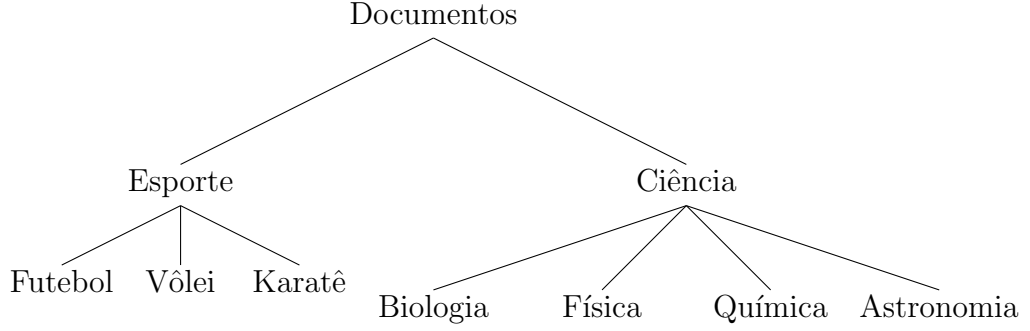 Documentos
Esporte Ciência
Futebol Vôlei Karatê
Biologia Física Química Astronomia